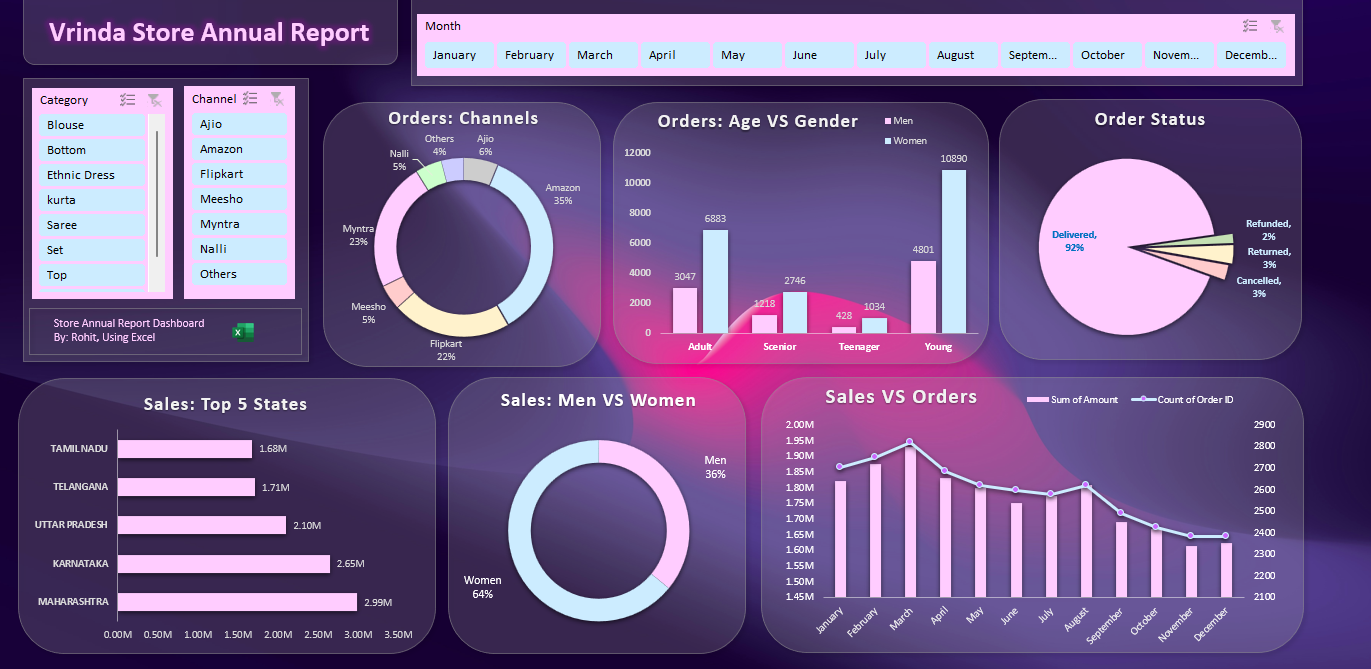 Vrinda Store Annual Report
Month
January
February
March
April
May
June
July
August
Septem...
October
Novem...
Decemb...
Category
Blouse
Bottom
Ethnic Dress
kurta
Saree
Set
Top
Channel
Ajio
Amazon
Flipkart
Meesho
Myntra
Nalli
Others
Store Annual Report Dashboard
By: Rohit, Using Excel
Orders: Channels
Others
4%
Ajio
6%
Nalli
5%
Amazon
35%
Myntra
23%
Meesho
5%
Flipkart
22%
Orders: Age VS Gender
Men
Women
12000
10000
8000
6000
4000
2000
0
3047
6883
1218
2746
428
1034
4801
10890
Adult
Scenior
Teenager
Young
Order Status
Delivered,
92%
Refunded,
2%
Returned,
3%
Cancelled,
3%
Sales: Top 5 States
TAMIL NADU
1.68M
TELANGANA
1.71M
UTTAR PRADESH
2.10M
KARNATAKA
2.65M
MAHARASHTRA
2.99M
0.00M 0.50M 1.00M 1.50M 2.00M 2.50M 3.00M 3.50M
Sales: Men VS Women
Men
36%
Women
64%
Sales VS Orders
Sum of Amount
Count of Order ID
2.00M
1.95M
1.90M
1.85M
1.80M
1.75M
1.70M
1.65M
1.60M
1.55M
1.50M
1.45M
2900
2800
2700
2600
2500
2400
2300
2200
2100
January
February
March
April
May
June
July
August
September
October
November
December